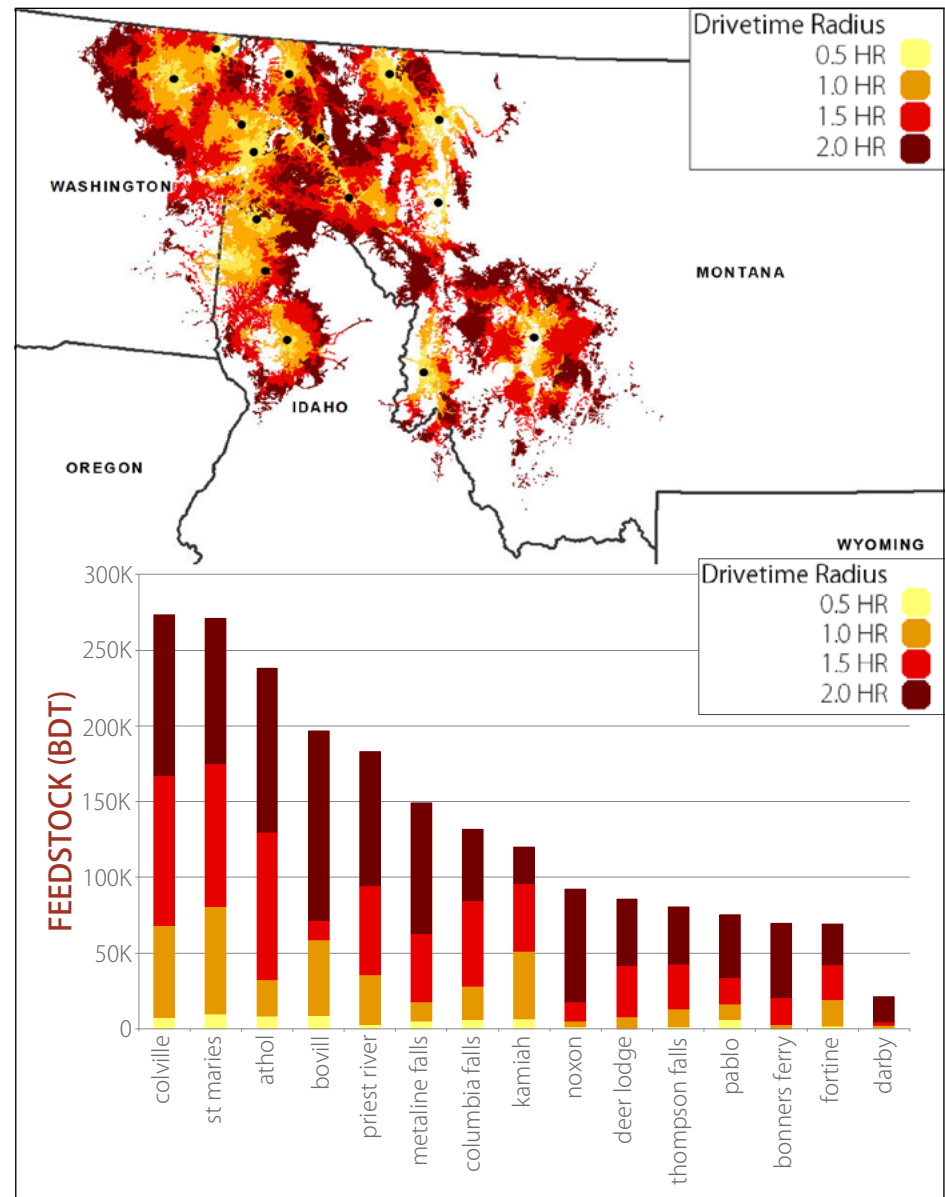 Drivetime Radius
0.5 HR
1.0 HR
1.5 HR
2.0 HR
WASHINGTON
MONTANA
IDAHO
OREGON
WYOMING
Drivetime Radius
0.5 HR
1.0 HR
1.5 HR
2.0 HR
FEEDSTOCK (BDT)
300K
250K
200K
150K
100K
50K
0
colville
st maries
athol
bovill
priest river
metaline falls
columbia falls
kamiah
noxon
deer lodge
thompson falls
pablo
bonners ferry
fortine
darby